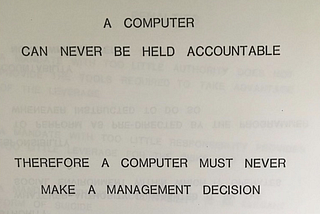 A COMPUTER
CAN NEVER BE HELD ACCOUNTABLE
THEREFORE A COMPUTER MUST NEVER
MAKE A MANAGEMENT DECISION